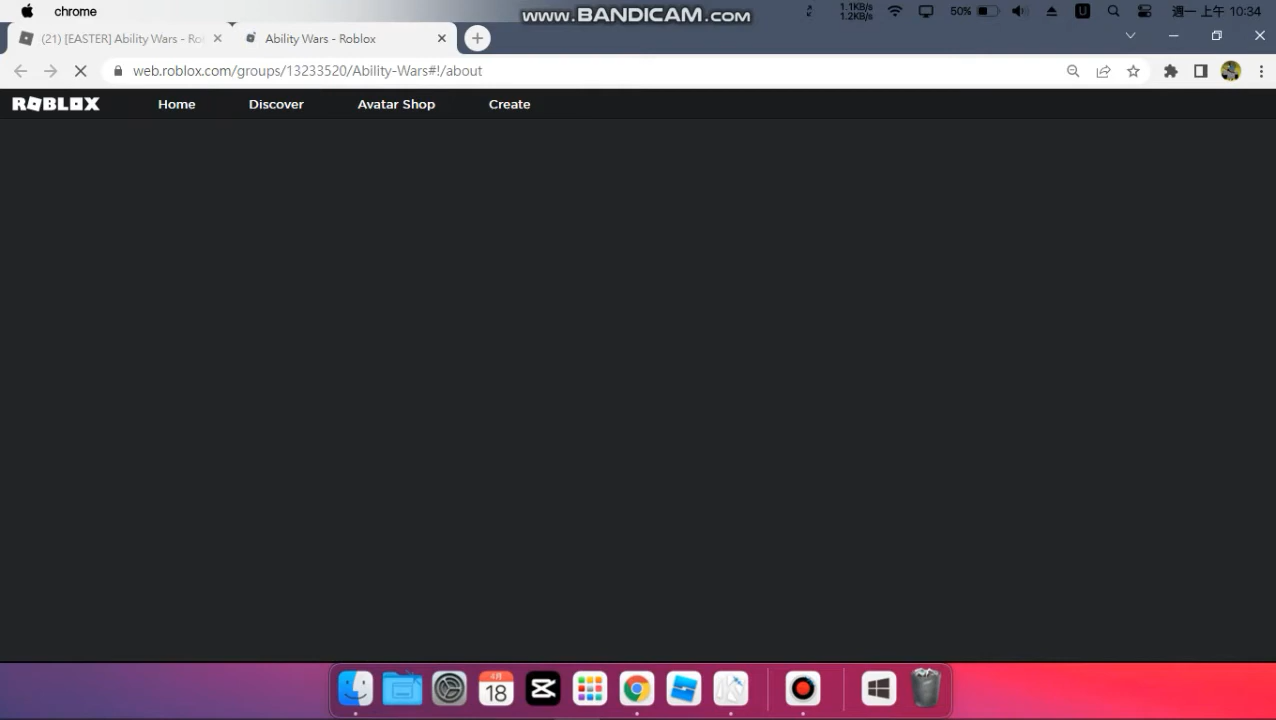 chrome
www.BANDICAM.com
1.1KB/s
1.2KB/s
50%
U
週一 上午 10:34
(21) [EASTER] Ability Wars - Ro
Ability Wars - Roblox
web.roblox.com/groups/13233520/Ability-Wars#!/about
ROBLOX
Home
Discover
Avatar Shop
Create
4月
18